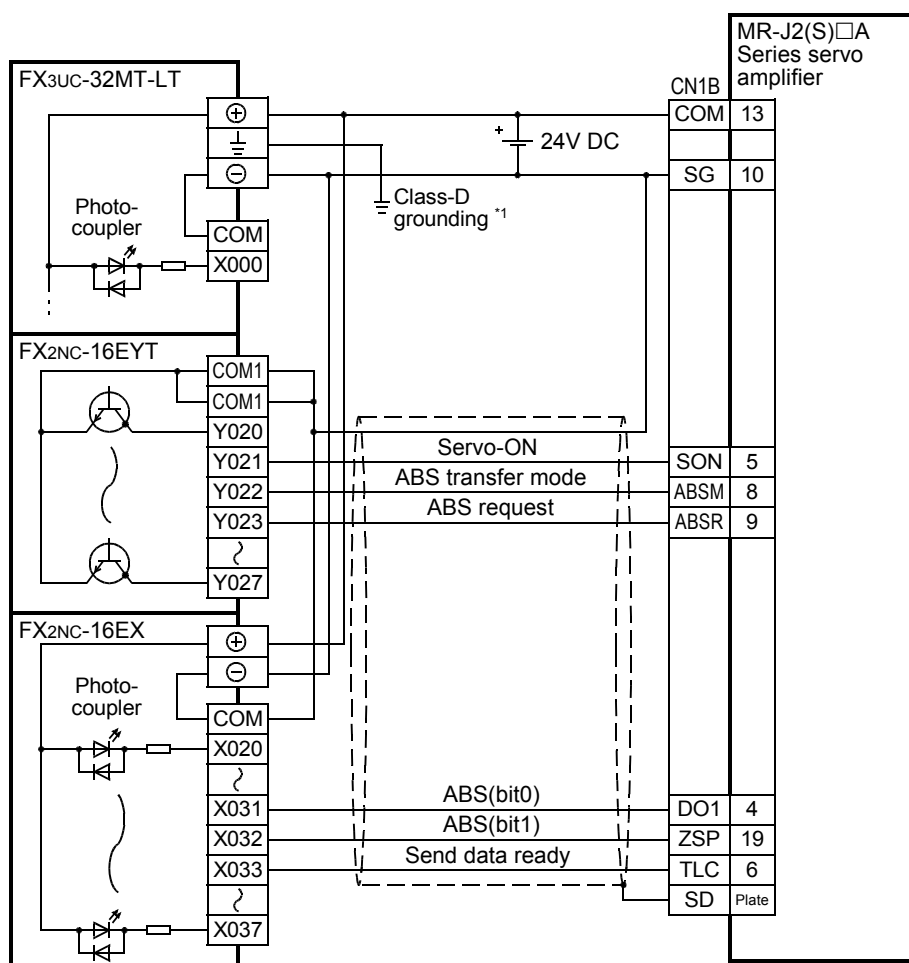 MR-J2(S)□A
Series servo
amplifier
FX3UC-32MT-LT
CN1B
⊕
COM 13
+
24V DC
⊖
SG 10
Class-D
grounding *1
Photo-
coupler
COM
X000
FX2NC-16EYT
COM1
COM1
Y020
Servo-ON
Y021
SON 5
ABS transfer mode
Y022
ABSM 8
ABS request
Y023
ABSR 9
Y027
FX2NC-16EX
⊕
⊖
Photo-
coupler
COM
X020
ABS(bit0)
X031
DO1 4
ABS(bit1)
X032
ZSP 19
Send data ready
X033
TLC 6
SD Plate
X037